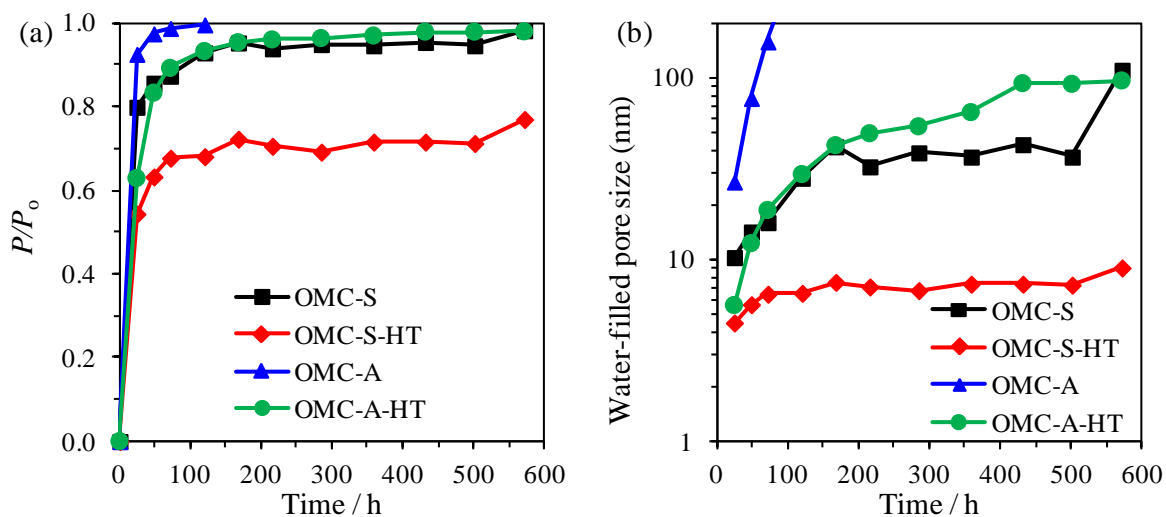 (a)
1.0
0.8
0.6
0.4
0.2
0.0
P/Po
OMC-S
OMC-S-HT
OMC-A
OMC-A-HT
0 100 200 300 400 500 600
Time / h
(b)
100
10
1
Water-filled pore size (nm)
OMC-S
OMC-S-HT
OMC-A
OMC-A-HT
0 100 200 300 400 500 600
Time / h